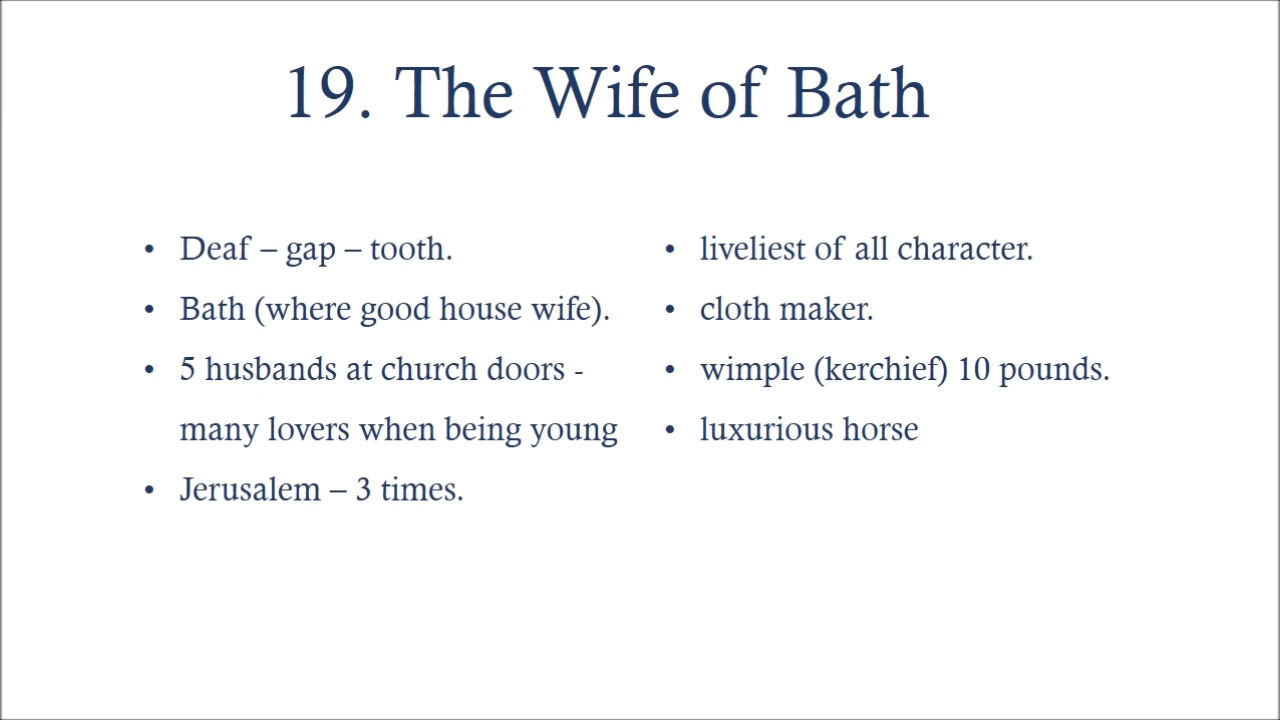 19. The Wife of Bath
• Deaf – gap – tooth.
• Bath (where good house wife).
• 5 husbands at church doors -
many lovers when being young
• Jerusalem – 3 times.
• liveliest of all character.
• cloth maker.
• wimple (kerchief) 10 pounds.
• luxurious horse